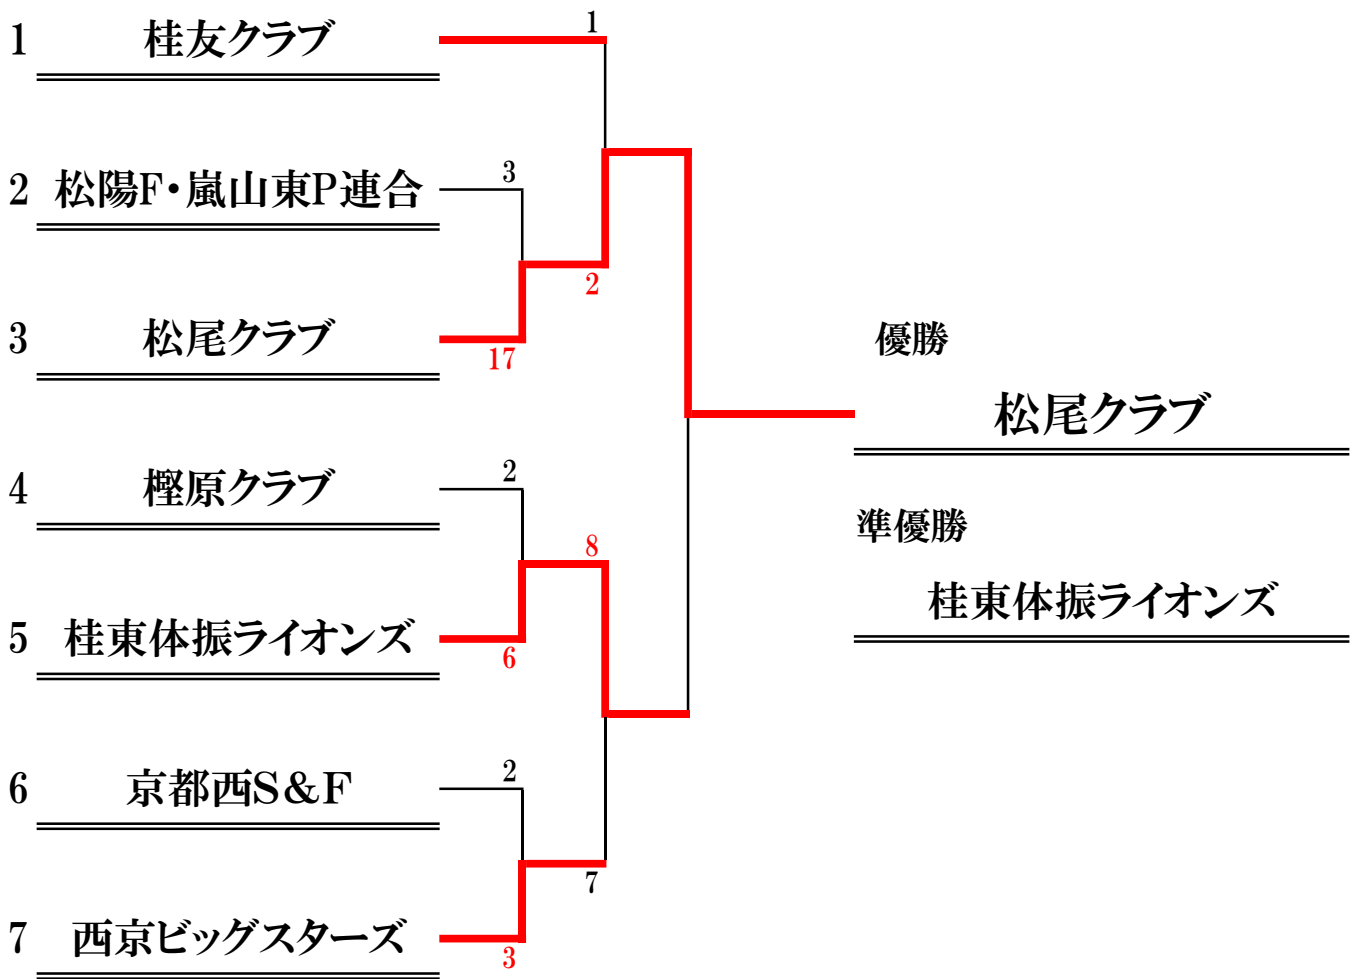 1 桂友クラブ 1
2 松陽F・嵐山東P連合 3
2
3 松尾クラブ 17
優勝
松尾クラブ
4 樫原クラブ 2
準優勝
8
桂東体振ライオンズ
5 桂東体振ライオンズ 6
6 京都西S&F 2
7
7 西京ビッグスターズ 3